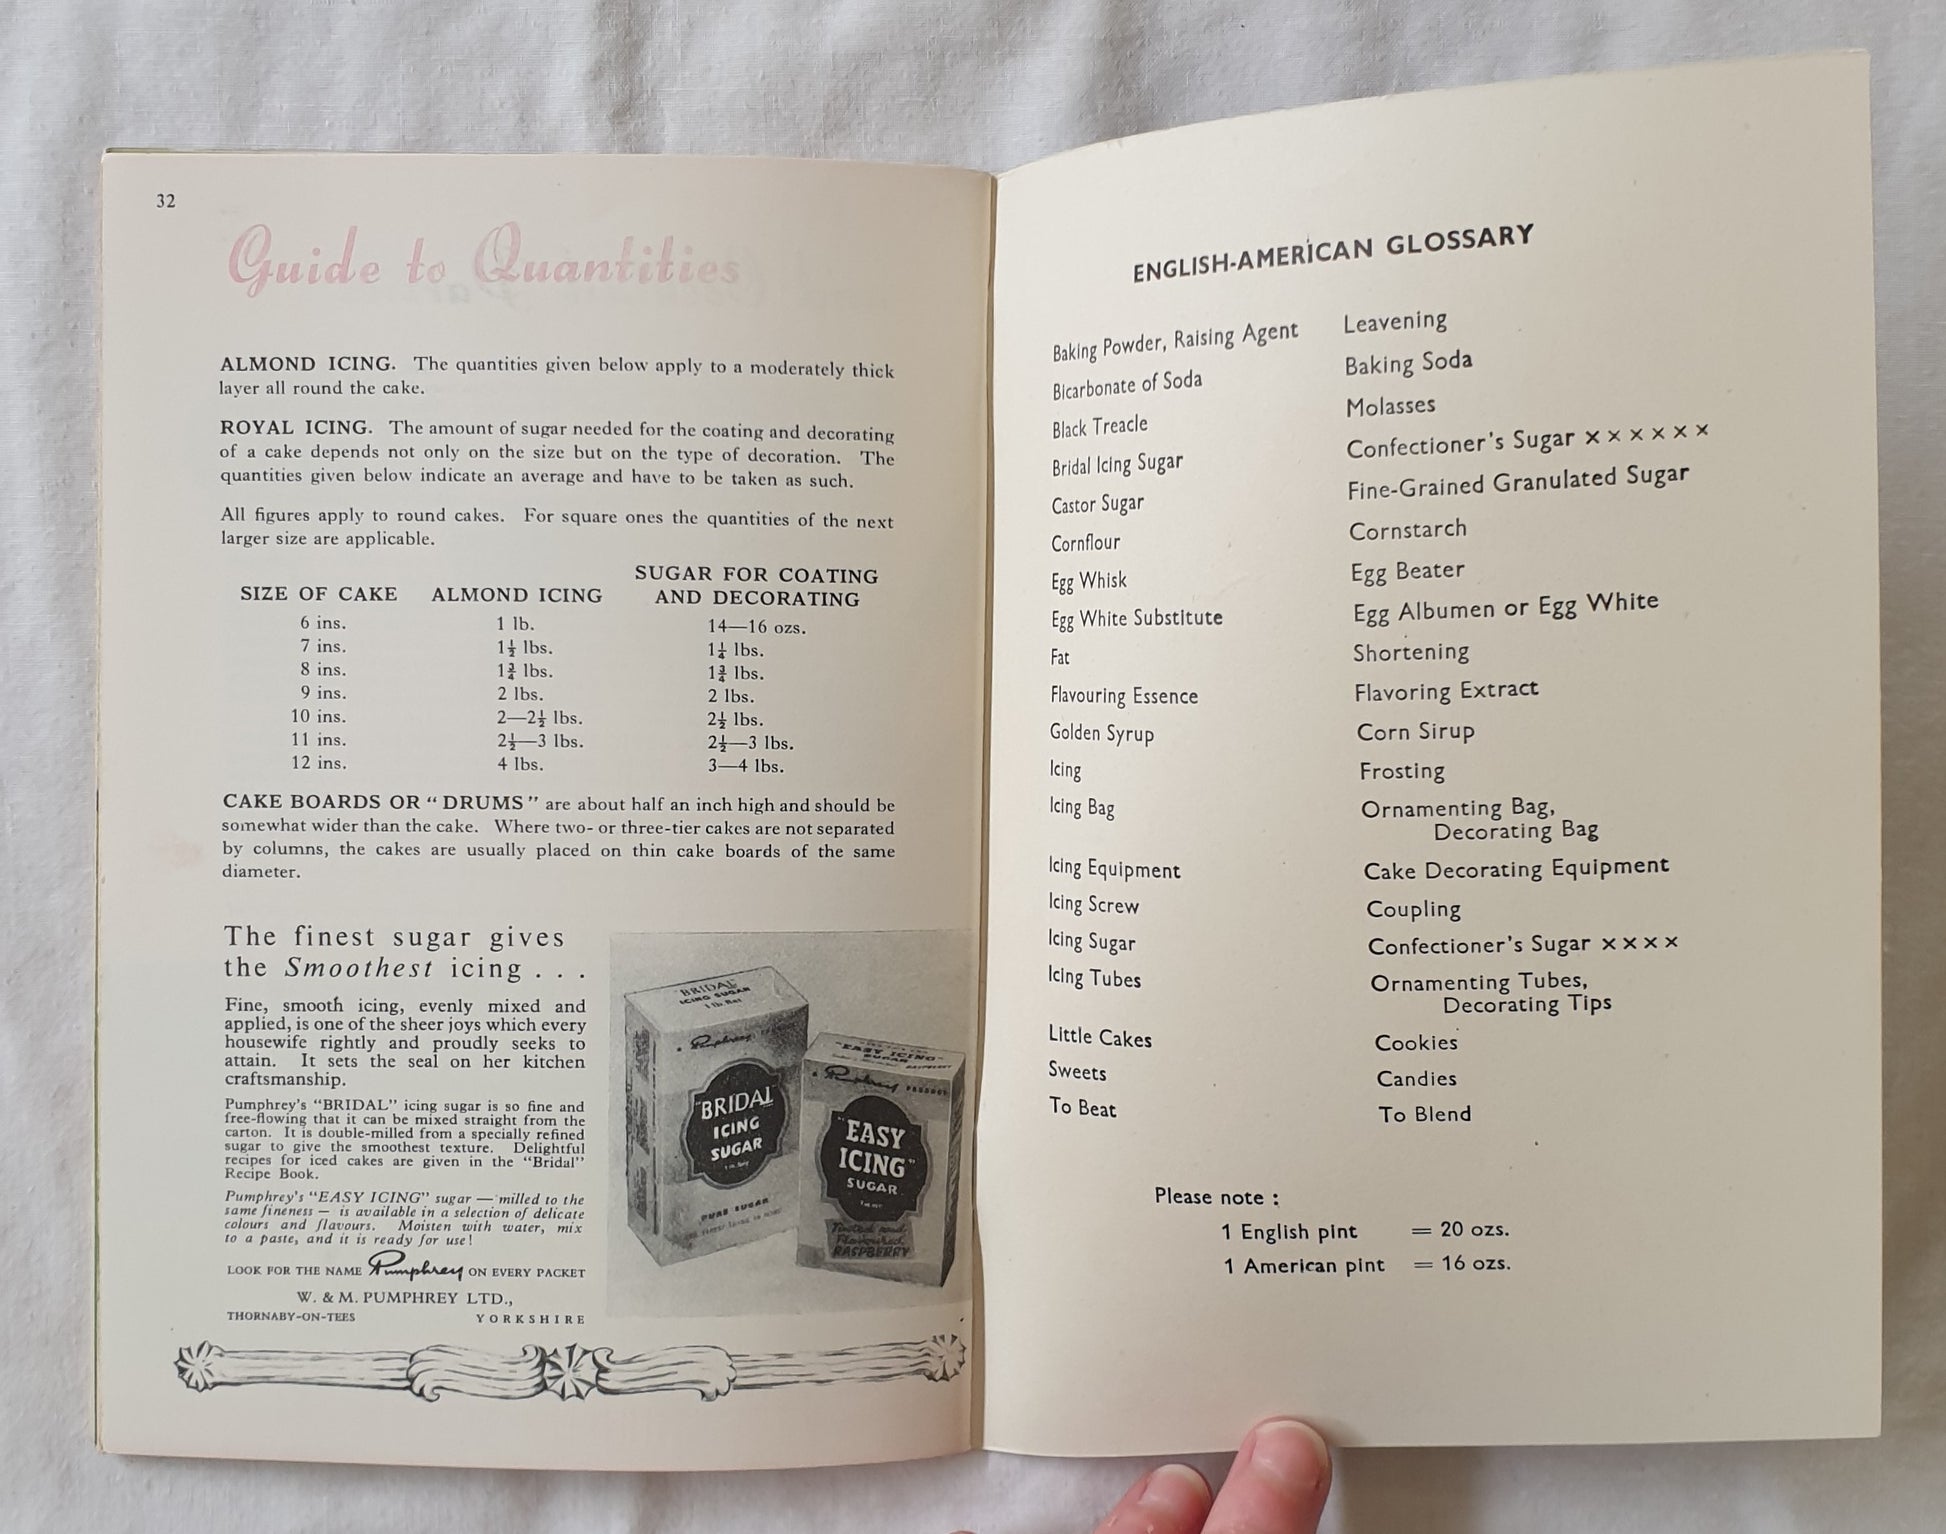 32
Guide to Quantities
ALMOND ICING. The quantities given below apply to a moderately thick
layer all round the cake.
ROYAL ICING. The amount of sugar needed for the coating and decorating
of a cake depends not only on the size but on the type of decoration. The
quantities given below indicate an average and have to be taken as such.
All figures apply to round cakes. For square ones the quantities of the next
larger size are applicable.
SIZE OF CAKE ALMOND ICING SUGAR FOR COATING AND DECORATING
6 ins. 1 lb. 14—16 ozs.
7 ins. 1½ lbs. 1¼ lbs.
8 ins. 1¾ lbs. 1¾ lbs.
9 ins. 2 lbs. 2 lbs.
10 ins. 2—2½ lbs. 2½ lbs.
11 ins. 2½—3 lbs. 2½—3 lbs.
12 ins. 4 lbs. 3—4 lbs.
CAKE BOARDS OR "DRUMS" are about half an inch high and should be
somewhat wider than the cake. Where two- or three-tier cakes are not separated
by columns, the cakes are usually placed on thin cake boards of the same
diameter.
The finest sugar gives
the Smoothest icing . . .
Fine, smooth icing, evenly mixed and
applied, is one of the sheer joys which every
housewife rightly and proudly seeks to
attain. It sets the seal on her kitchen
craftsmanship.
Pumphrey's "BRIDAL" icing sugar is so fine and
free-flowing that it can be mixed straight from the
carton. It is double-milled from a specially refined
sugar to give the smoothest texture. Delightful
recipes for iced cakes are given in the "Bridal"
Recipe Book.
Pumphrey's "EASY ICING" sugar — milled to the
same fineness — is available in a selection of delicate
colours and flavours. Moisten with water, mix
to a paste, and it is ready for use!
LOOK FOR THE NAME Pumphrey ON EVERY PACKET
W. & M. PUMPHREY LTD.,
THORNABY-ON-TEES YORKSHIRE
BRIDAL
ICING SUGAR
1 lb Net
Pumphrey
"BRIDAL"
ICING
SUGAR
PURE SUGAR
"EASY ICING"
SUGAR
RASPBERRY
A Pumphrey PRODUCT
"EASY
ICING"
SUGAR
Tinted and
Flavoured
RASPBERRY
ENGLISH-AMERICAN GLOSSARY
Baking Powder, Raising Agent Leavening
Bicarbonate of Soda Baking Soda
Black Treacle Molasses
Bridal Icing Sugar Confectioner's Sugar x x x x x x
Castor Sugar Fine-Grained Granulated Sugar
Cornflour Cornstarch
Egg Whisk Egg Beater
Egg White Substitute Egg Albumen or Egg White
Fat Shortening
Flavouring Essence Flavoring Extract
Golden Syrup Corn Sirup
Icing Frosting
Icing Bag Ornamenting Bag,
Decorating Bag
Icing Equipment Cake Decorating Equipment
Icing Screw Coupling
Icing Sugar Confectioner's Sugar x x x x
Icing Tubes Ornamenting Tubes,
Decorating Tips
Little Cakes Cookies
Sweets Candies
To Beat To Blend
Please note :
1 English pint = 20 ozs.
1 American pint = 16 ozs.